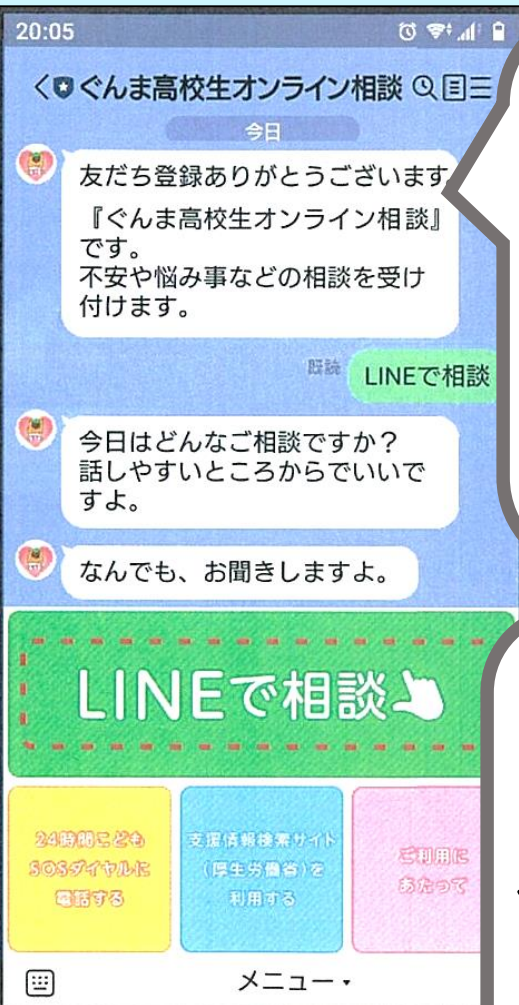 20:05
ぐんま高校生オンライン相談
今日
友だち登録ありがとうございます
『ぐんま高校生オンライン相談』
です。
不安や悩み事などの相談を受け
付けます。
既読
LINEで相談
今日はどんなご相談ですか?
話しやすいところからでいいで
すよ。
なんでも、お聞きしますよ。
LINEで相談
24時間こども
SOSダイヤルに
電話する
支援情報検索サイト
(厚生労働省)を
利用する
ご利用に
あたって
メニュー